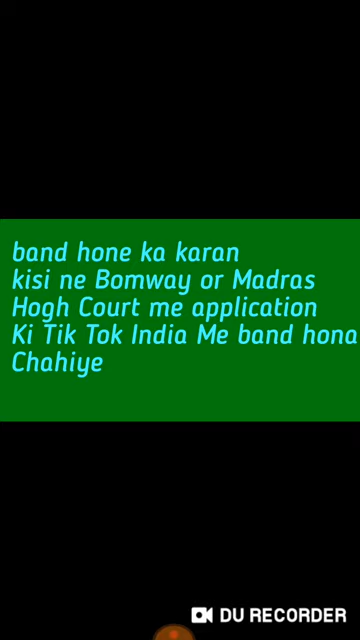 band hone ka karan
kisi ne Bomway or Madras
Hogh Court me application
Ki Tik Tok India Me band hona
Chahiye
DU RECORDER